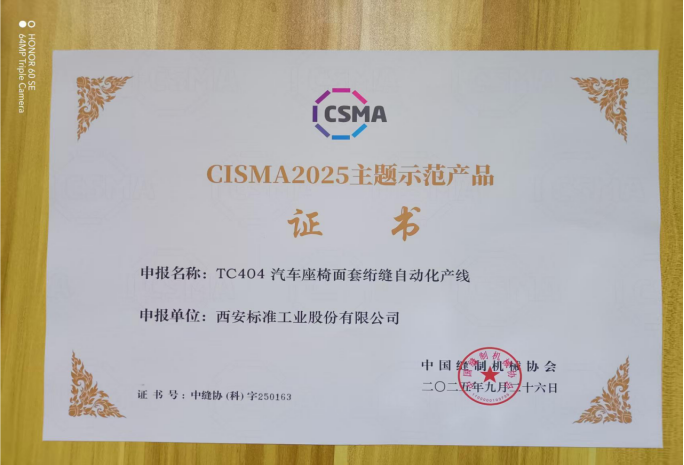 HONOR 60 SE
64MP Triple Camera
CSMA
CISMA2025主题示范产品
证 书
申报名称：TC404 汽车座椅面套绗缝自动化产线
申报单位：西安标准工业股份有限公司
中国缝制机械协会
二〇二五年九月二十六日
证 书 号：中缝协(科)字250163